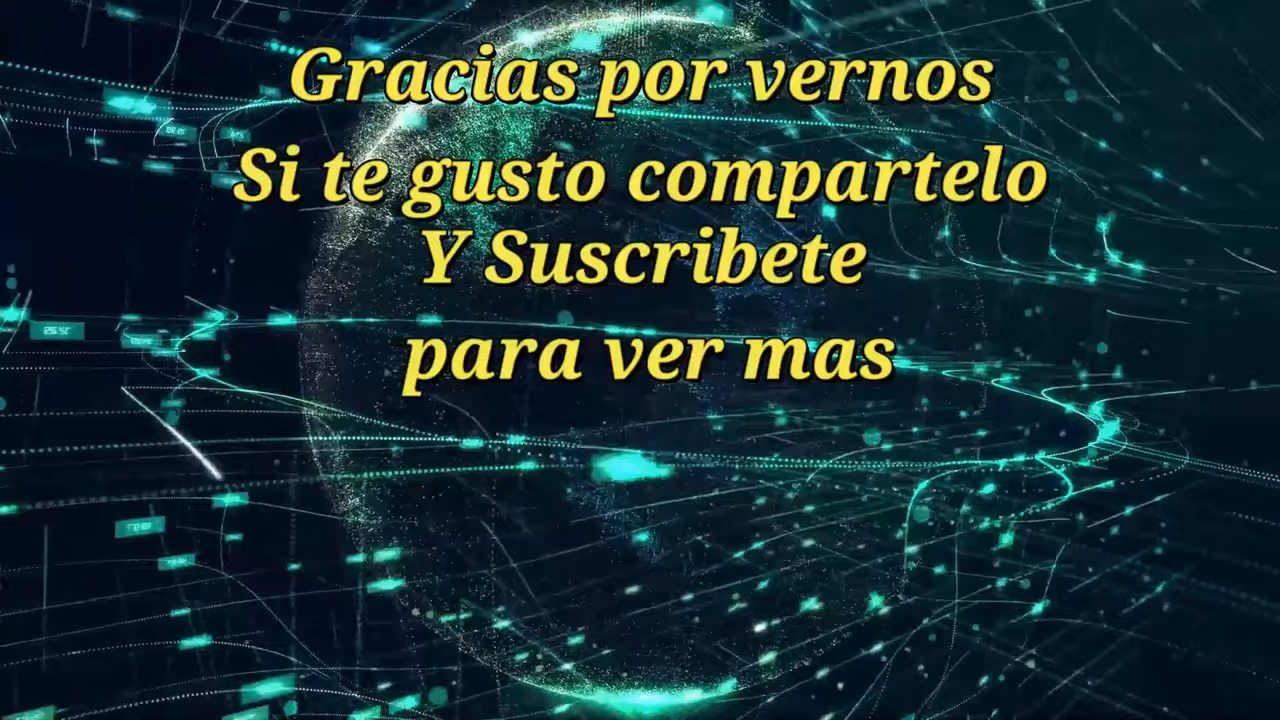 Gracias por vernos
Si te gusto compartelo
Y Suscribete
para ver mas